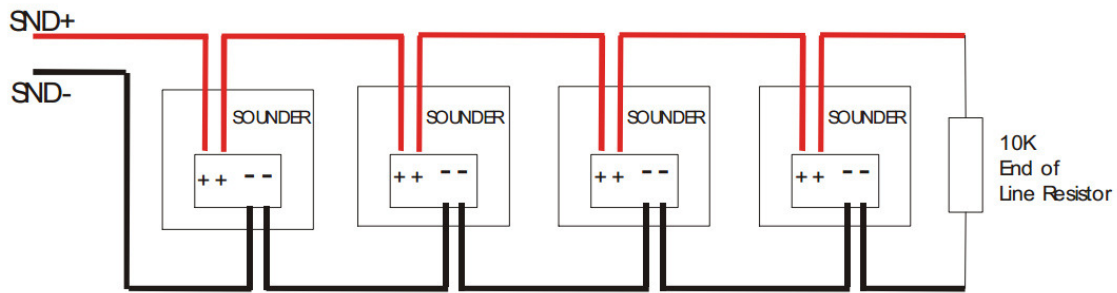 SND+
SND-
SOUNDER
++ --
SOUNDER
++ --
SOUNDER
++ --
SOUNDER
++ --
10K
End of
Line Resistor